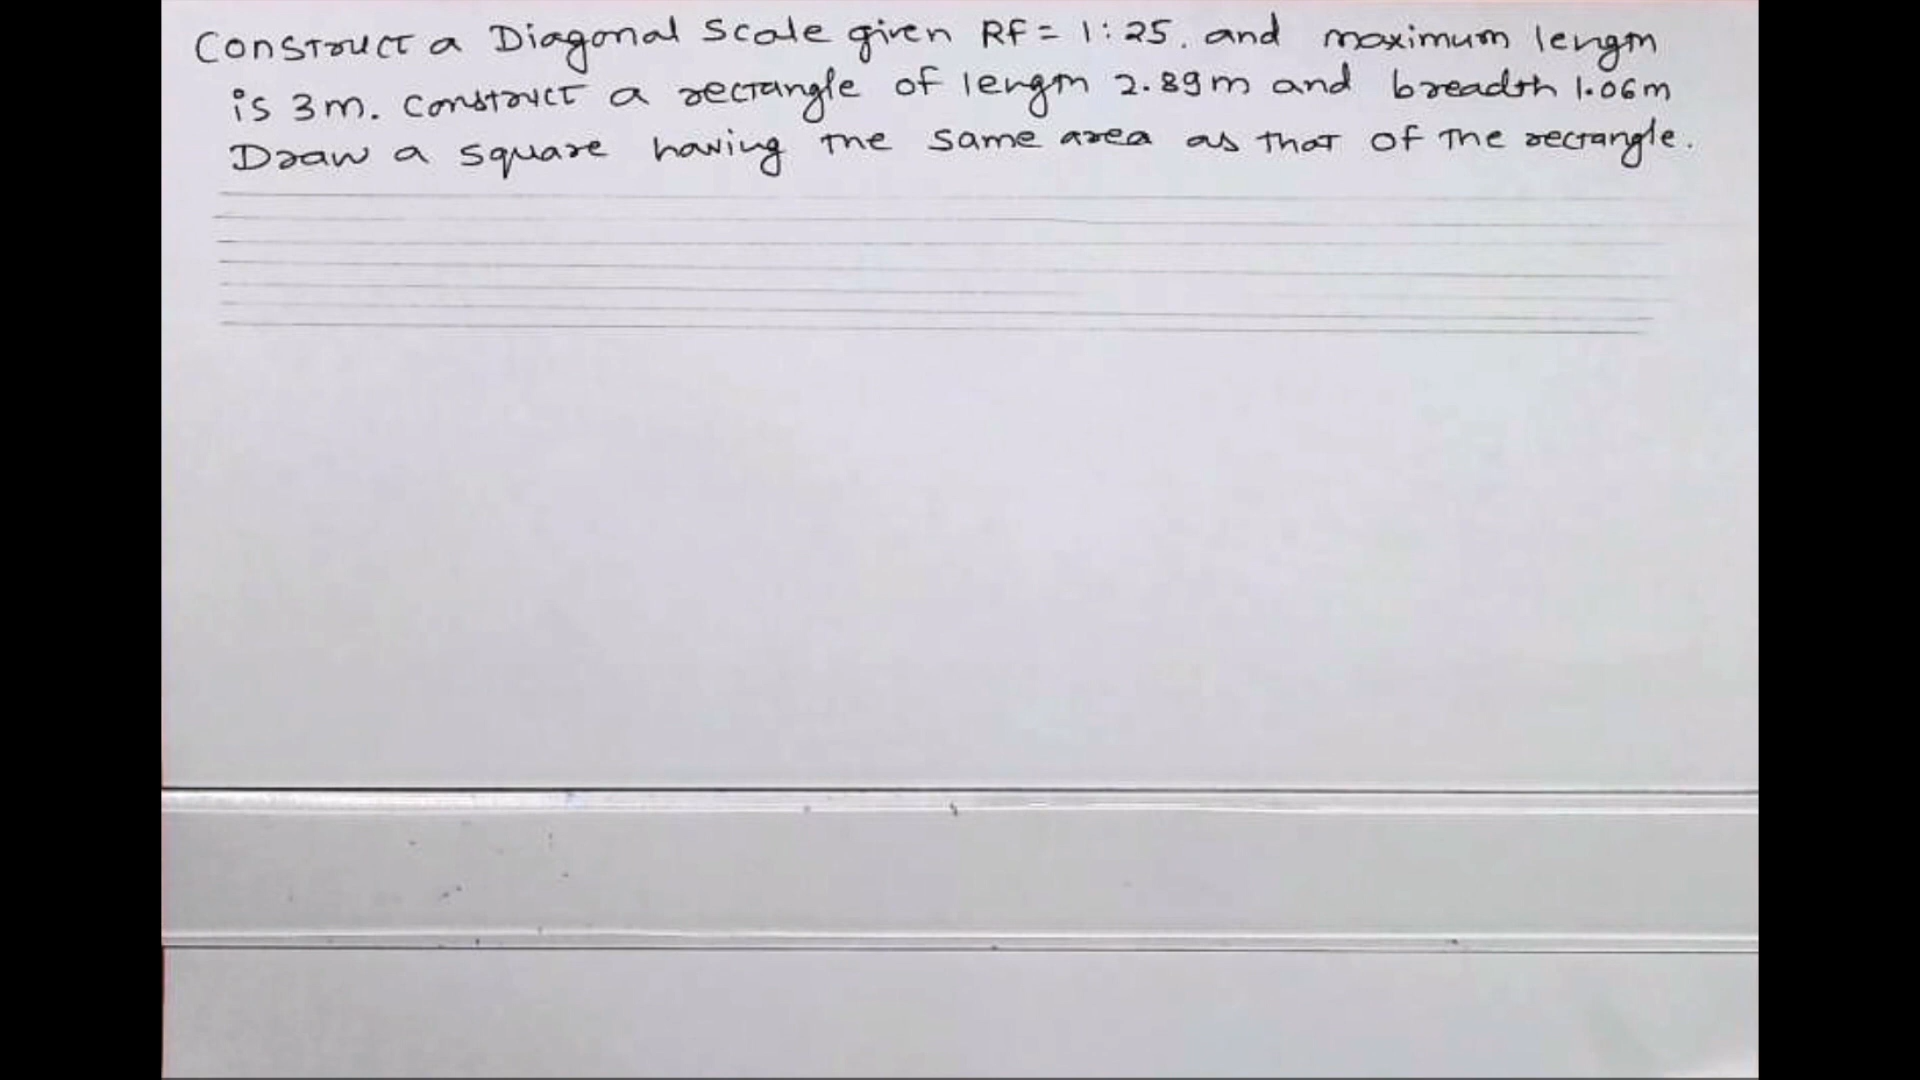 Construct a Diagonal Scale given RF = 1:25. and maximum length
is 3m. Construct a rectangle of length 2.89m and breadth 1.06m
Draw a square having the same area as that of the rectangle.